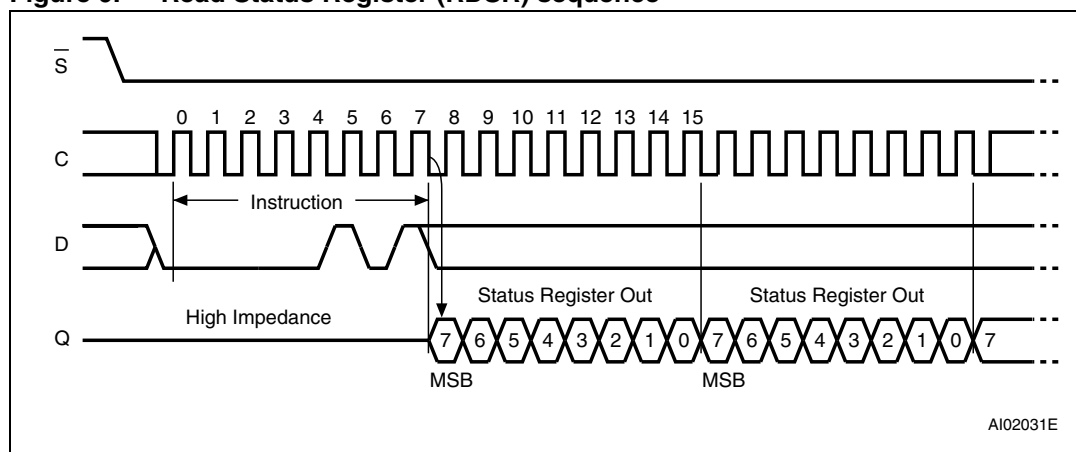 Figure 9. Read Status Register (RDSR) sequence
S
0 1 2 3 4 5 6 7 8 9 10 11 12 13 14 15
C
Instruction
D
Status Register Out Status Register Out
High Impedance
Q 7 6 5 4 3 2 1 0 7 6 5 4 3 2 1 0 7
MSB MSB
AI02031E